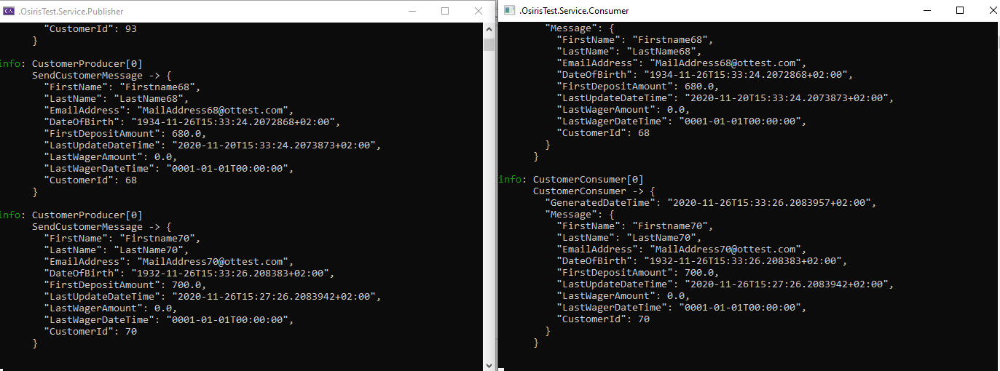 .OsirisTest.Service.Publisher
"CustomerId": 93
}
info: CustomerProducer[0]
SendCustomerMessage -> {
"FirstName": "Firstname68",
"LastName": "LastName68",
"EmailAddress": "MailAddress68@ottest.com",
"DateOfBirth": "1934-11-26T15:33:24.2072868+02:00",
"FirstDepositAmount": 680.0,
"LastUpdateDateTime": "2020-11-20T15:33:24.2073873+02:00",
"LastWagerAmount": 0.0,
"LastWagerDateTime": "0001-01-01T00:00:00",
"CustomerId": 68
}
info: CustomerProducer[0]
SendCustomerMessage -> {
"FirstName": "Firstname70",
"LastName": "LastName70",
"EmailAddress": "MailAddress70@ottest.com",
"DateOfBirth": "1932-11-26T15:33:26.208383+02:00",
"FirstDepositAmount": 700.0,
"LastUpdateDateTime": "2020-11-26T15:27:26.2083942+02:00",
"LastWagerAmount": 0.0,
"LastWagerDateTime": "0001-01-01T00:00:00",
"CustomerId": 70
}
.OsirisTest.Service.Consumer
"Message": {
"FirstName": "Firstname68",
"LastName": "LastName68",
"EmailAddress": "MailAddress68@ottest.com",
"DateOfBirth": "1934-11-26T15:33:24.2072868+02:00",
"FirstDepositAmount": 680.0,
"LastUpdateDateTime": "2020-11-20T15:33:24.2073873+02:00",
"LastWagerAmount": 0.0,
"LastWagerDateTime": "0001-01-01T00:00:00",
"CustomerId": 68
}
}
info: CustomerConsumer[0]
CustomerConsumer -> {
"GeneratedDateTime": "2020-11-26T15:33:26.2083957+02:00",
"Message": {
"FirstName": "Firstname70",
"LastName": "LastName70",
"EmailAddress": "MailAddress70@ottest.com",
"DateOfBirth": "1932-11-26T15:33:26.208383+02:00",
"FirstDepositAmount": 700.0,
"LastUpdateDateTime": "2020-11-26T15:27:26.2083942+02:00",
"LastWagerAmount": 0.0,
"LastWagerDateTime": "0001-01-01T00:00:00",
"CustomerId": 70
}
}